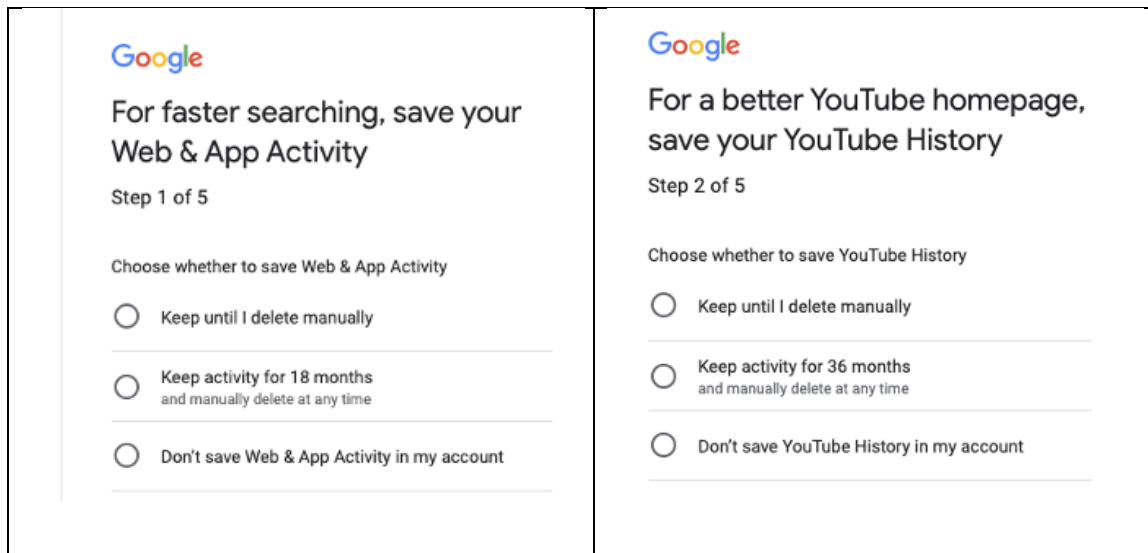 Google
For faster searching, save your
Web & App Activity
Step 1 of 5
Choose whether to save Web & App Activity
Keep until I delete manually
Keep activity for 18 months
and manually delete at any time
Don't save Web & App Activity in my account
Google
For a better YouTube homepage,
save your YouTube History
Step 2 of 5
Choose whether to save YouTube History
Keep until I delete manually
Keep activity for 36 months
and manually delete at any time
Don't save YouTube History in my account